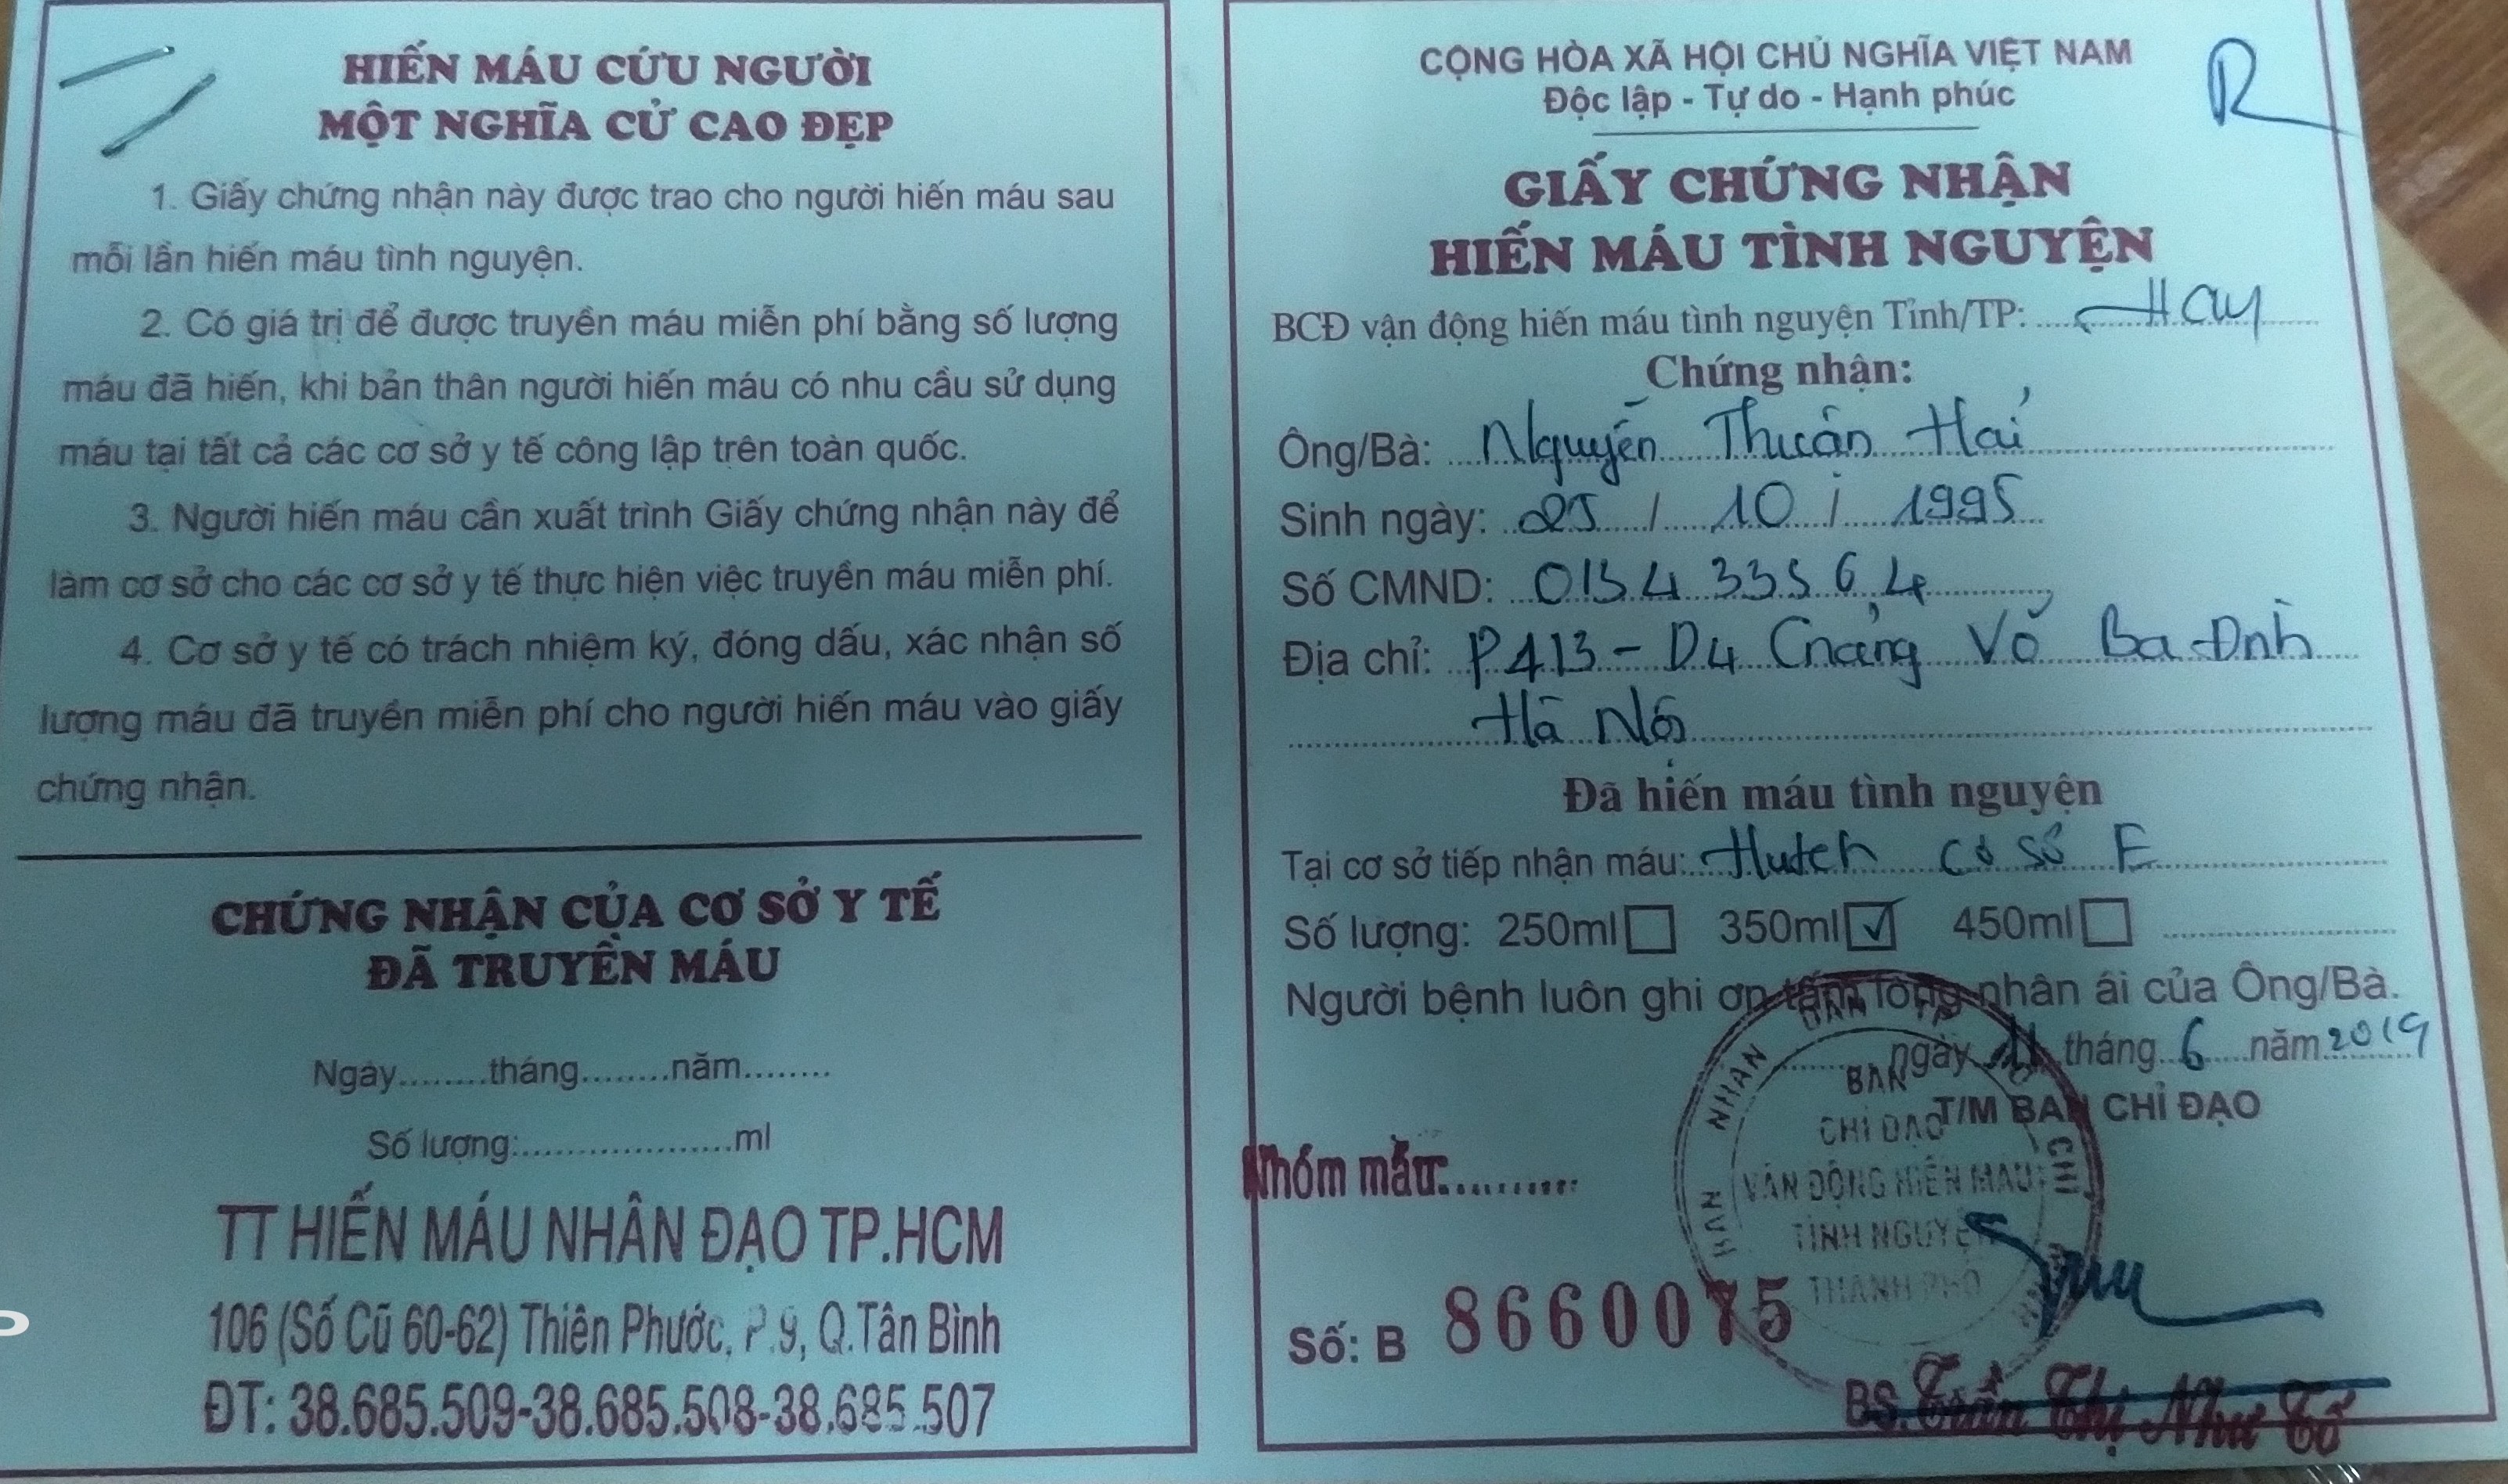 HIẾN MÁU CỨU NGƯỜI
MỘT NGHĨA CỬ CAO ĐẸP
1. Giấy chứng nhận này được trao cho người hiến máu sau
mỗi lần hiến máu tình nguyện.
2. Có giá trị để được truyền máu miễn phí bằng số lượng
máu đã hiến, khi bản thân người hiến máu có nhu cầu sử dụng
máu tại tất cả các cơ sở y tế công lập trên toàn quốc.
3. Người hiến máu cần xuất trình Giấy chứng nhận này để
làm cơ sở cho các cơ sở y tế thực hiện việc truyền máu miễn phí.
4. Cơ sở y tế có trách nhiệm ký, đóng dấu, xác nhận số
lượng máu đã truyền miễn phí cho người hiến máu vào giấy
chứng nhận.
CHỨNG NHẬN CỦA CƠ SỞ Y TẾ
ĐÃ TRUYỀN MÁU
Ngày........tháng........năm........
Số lượng:....................ml
TT HIẾN MÁU NHÂN ĐẠO TP.HCM
106 (Số Cũ 60-62) Thiên Phước, P.9, Q.Tân Bình
ĐT: 38.685.509-38.685.508-38.685.507
R
CỘNG HÒA XÃ HỘI CHỦ NGHĨA VIỆT NAM
Độc lập - Tự do - Hạnh phúc
GIẤY CHỨNG NHẬN
HIẾN MÁU TÌNH NGUYỆN
BCĐ vận động hiến máu tình nguyện Tỉnh/TP:
Chứng nhận:
Ông/Bà: Nguyễn Thuần Hải
Sinh ngày: 25 / 10 / 1995
Số CMND: 013433564
Địa chỉ: P413 - D4 Giảng Võ Ba Đình
Hà Nội
Đã hiến máu tình nguyện
Tại cơ sở tiếp nhận máu: Hutech cơ sở E
Số lượng: 250ml 350ml ✓ 450ml
Người bệnh luôn ghi ơn tấm lòng nhân ái của Ông/Bà.
ngày 11 tháng 6 năm 2019
T/M BAN CHỈ ĐẠO
Nhóm máu:..........
BAN
CHỈ ĐẠO
VẬN ĐỘNG HIẾN MÁU
TÌNH NGUYỆN
THÀNH PHỐ
Số: B 8660075
BS. Trần Thị Như Tố